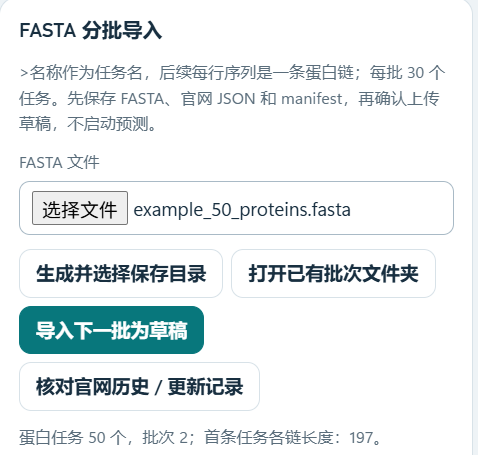 FASTA 分批导入
>名称作为任务名，后续每行序列是一条蛋白链；每批 30 个
任务。先保存 FASTA、官网 JSON 和 manifest，再确认上传
草稿，不启动预测。
FASTA 文件
选择文件 example_50_proteins.fasta
生成并选择保存目录 打开已有批次文件夹
导入下一批为草稿
核对官网历史 / 更新记录
蛋白任务 50 个，批次 2；首条任务各链长度：197。